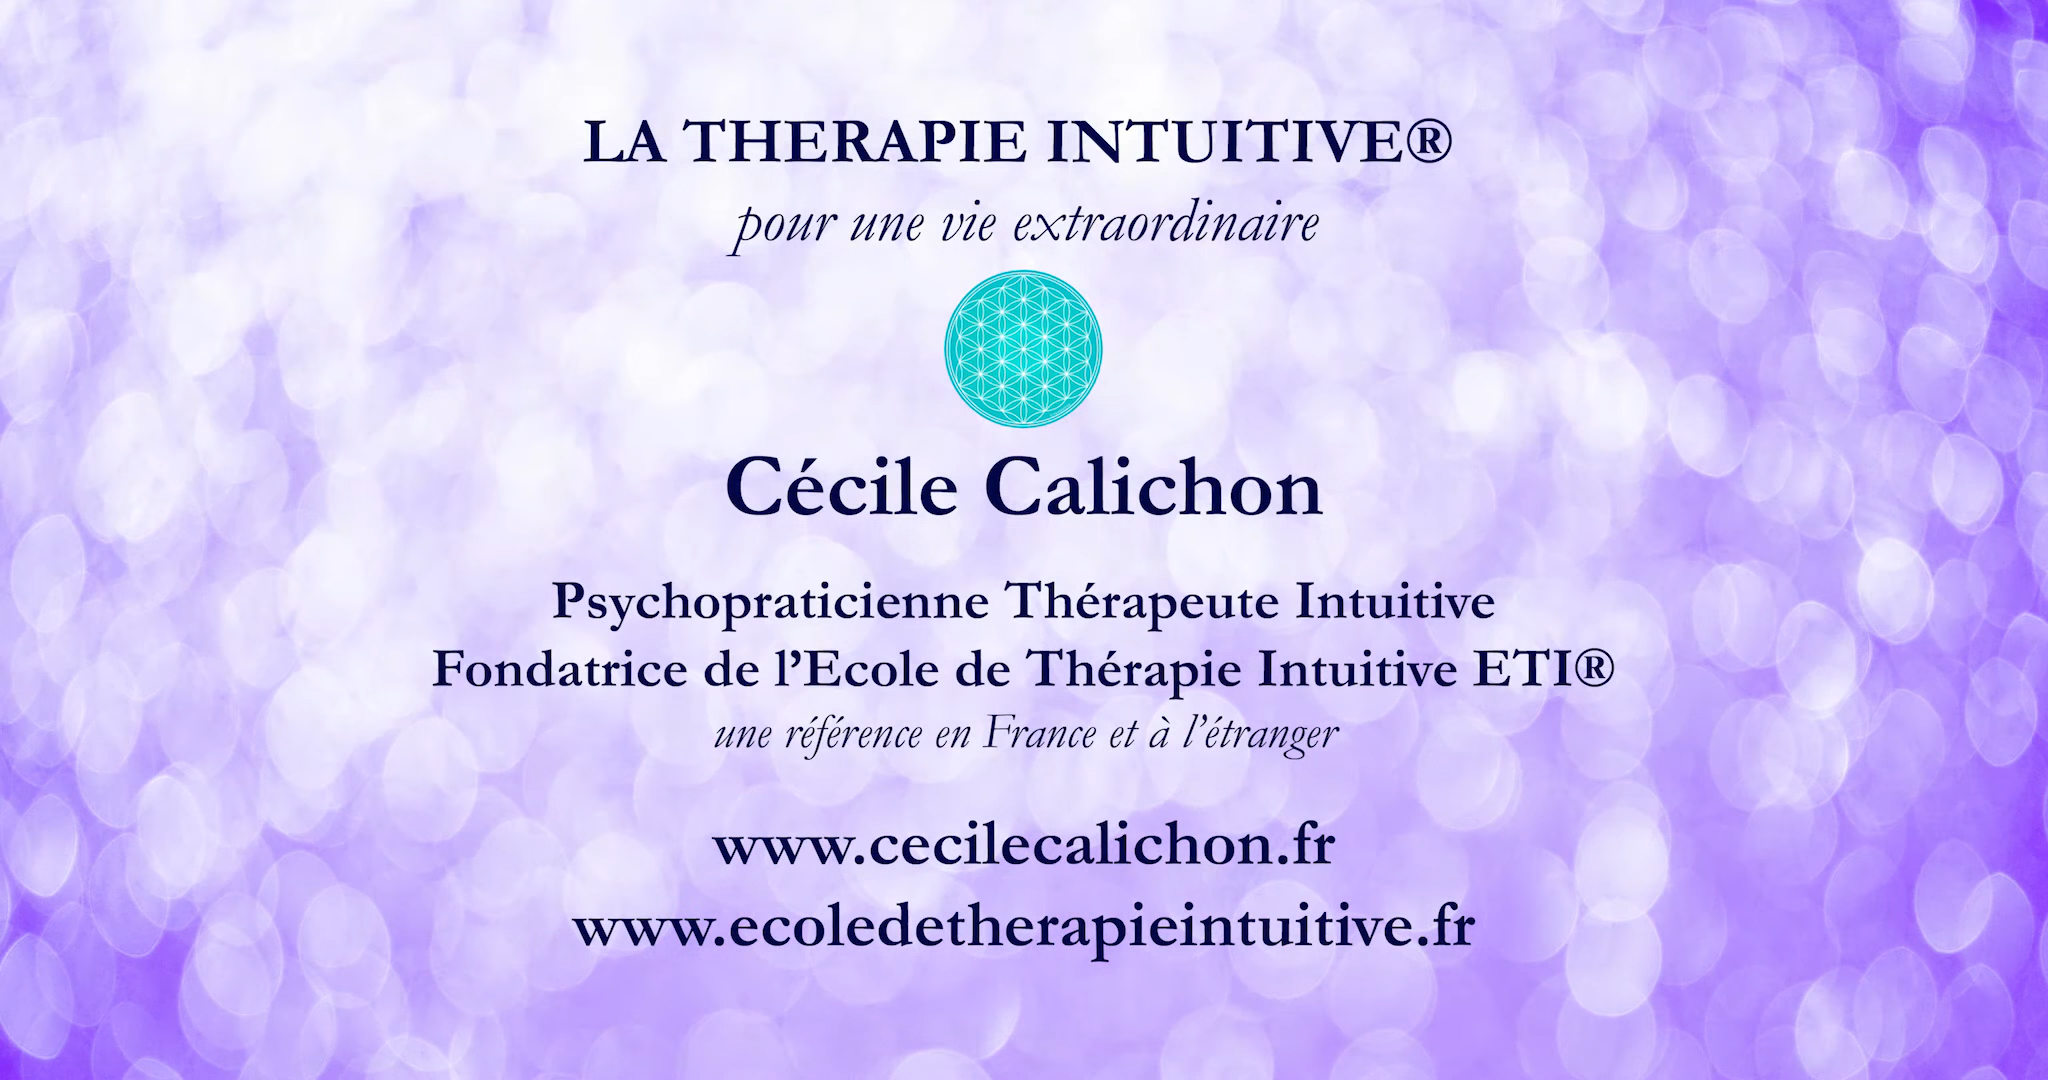 LA THERAPIE INTUITIVE®
pour une vie extraordinaire
Cécile Calichon
Psychopraticienne Thérapeute Intuitive
Fondatrice de l’Ecole de Thérapie Intuitive ETI®
une référence en France et à l’étranger
www.cecilecalichon.fr
www.ecoledetherapieintuitive.fr